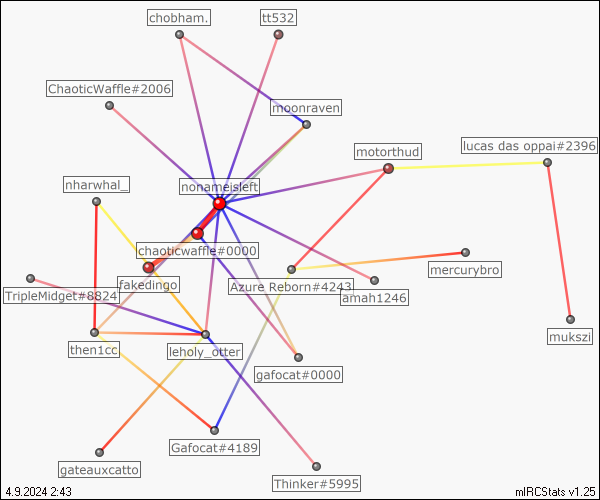 chobham.
tt532
ChaoticWaffle#2006
moonraven
lucas das oppai#2396
motorthud
nharwhal_
nonameisleft
chaoticwaffle#0000
mercurybro
fakedingo
Azure Reborn#4243
TripleMidget#8824
amah1246
mukszi
then1cc
leholy_otter
gafocat#0000
Gafocat#4189
gateauxcatto
Thinker#5995
4.9.2024 2:43
mIRCStats v1.25